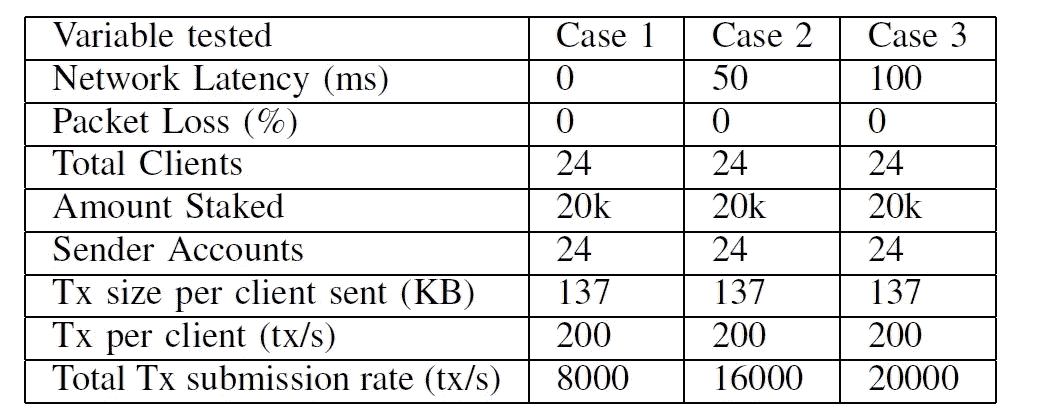 Variable tested Case 1 Case 2 Case 3
Network Latency (ms) 0 50 100
Packet Loss (%) 0 0 0
Total Clients 24 24 24
Amount Staked 20k 20k 20k
Sender Accounts 24 24 24
Tx size per client sent (KB) 137 137 137
Tx per client (tx/s) 200 200 200
Total Tx submission rate (tx/s) 8000 16000 20000